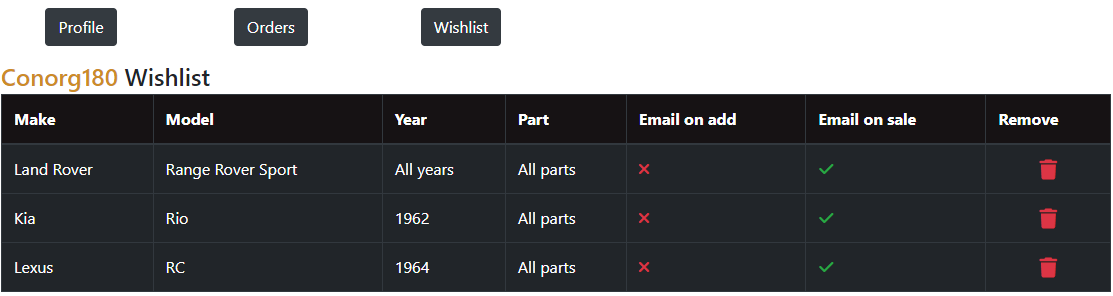 Profile Orders Wishlist
Conorg180 Wishlist
Make Model Year Part Email on add Email on sale Remove
Land Rover Range Rover Sport All years All parts
Kia Rio 1962 All parts
Lexus RC 1964 All parts